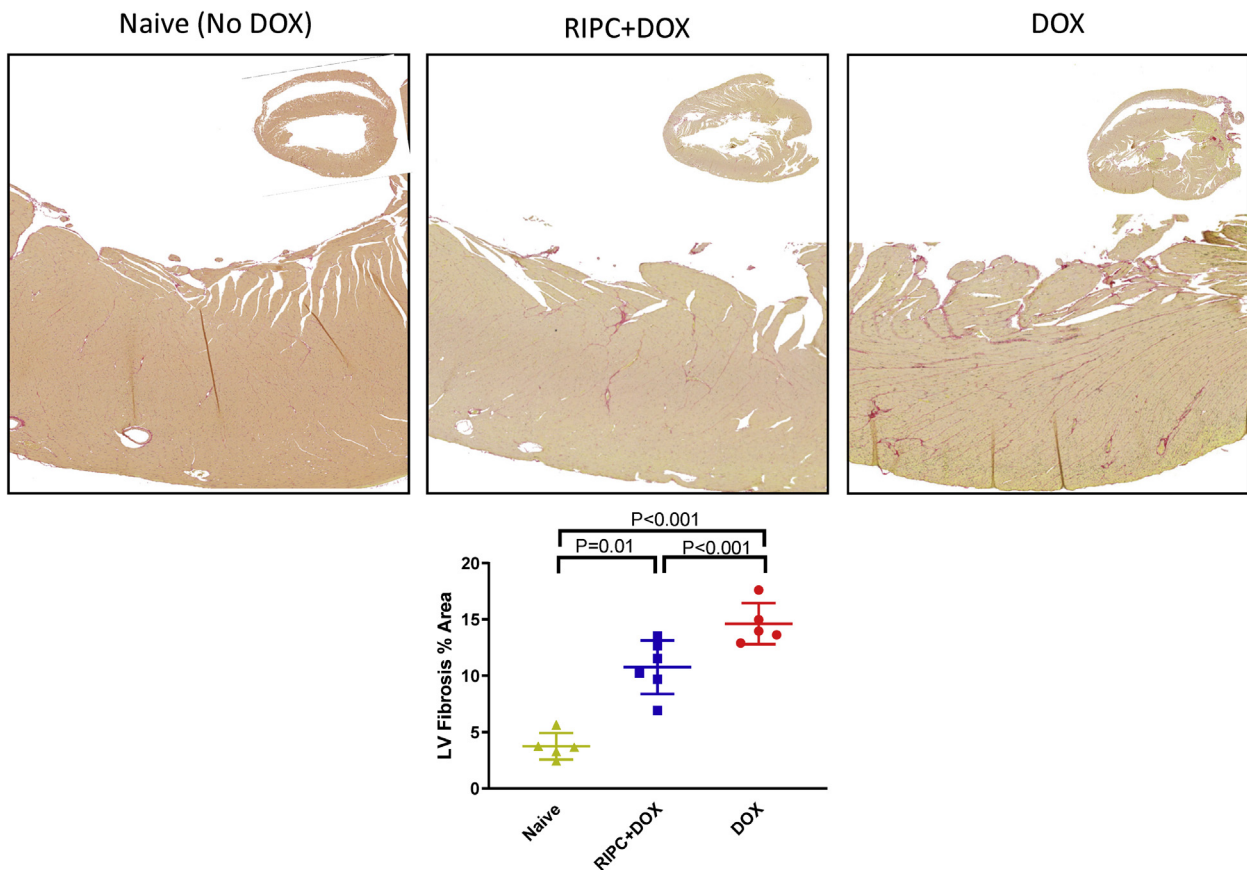 Naive (No DOX)
RIPC+DOX
DOX
P<0.001
P=0.01
P<0.001
20
15
10
5
0
LV Fibrosis % Area
Naive
RIPC+DOX
DOX